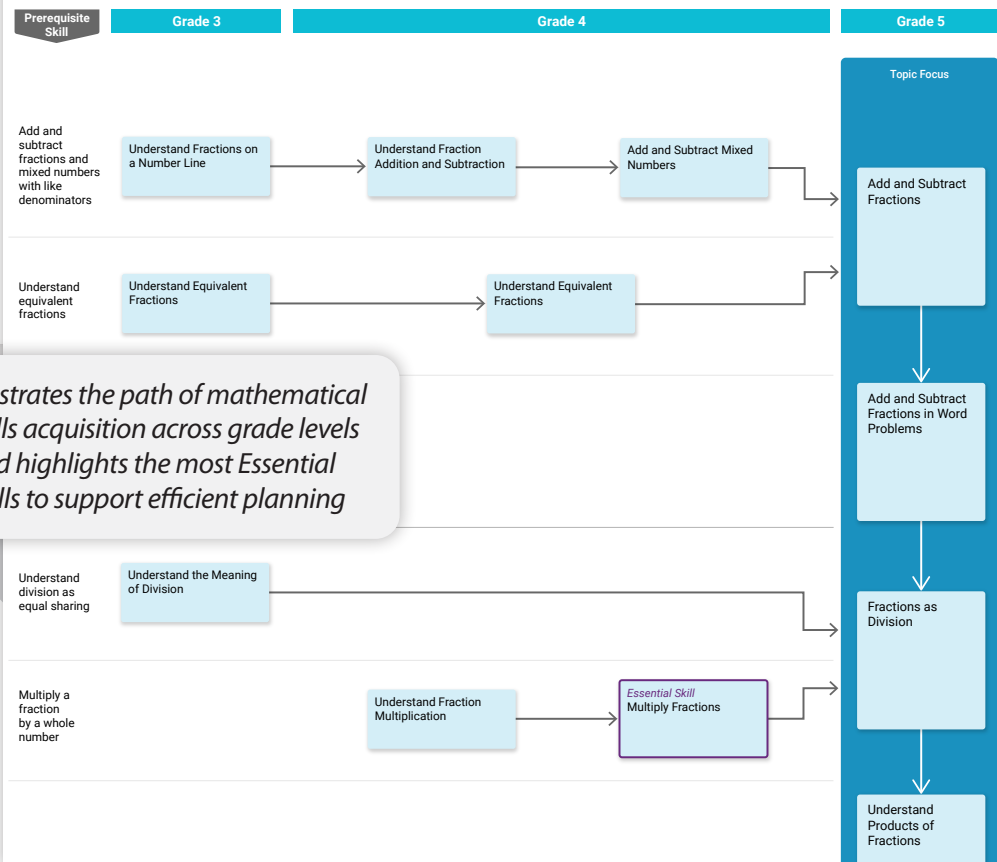 Prerequisite
Skill
Grade 3
Grade 4
Grade 5
Topic Focus
Add and
subtract
fractions and
mixed numbers
with like
denominators
Understand Fractions on
a Number Line
Understand Fraction
Addition and Subtraction
Add and Subtract Mixed
Numbers
Add and Subtract
Fractions
Understand
equivalent
fractions
Understand Equivalent
Fractions
Understand Equivalent
Fractions
strates the path of mathematical
lls acquisition across grade levels
d highlights the most Essential
lls to support efficient planning
Add and Subtract
Fractions in Word
Problems
Understand
division as
equal sharing
Understand the Meaning
of Division
Fractions as
Division
Multiply a
fraction
by a whole
number
Understand Fraction
Multiplication
Essential Skill
Multiply Fractions
Understand
Products of
Fractions